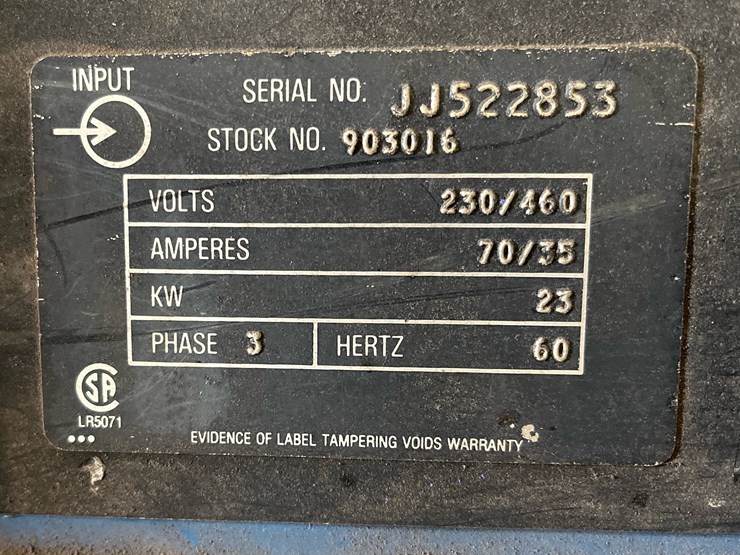 INPUT
SERIAL NO. JJ522853
STOCK NO. 903016
VOLTS 230/460
AMPERES 70/35
KW 23
PHASE 3 HERTZ 60
SA
LR5071
EVIDENCE OF LABEL TAMPERING VOIDS WARRANTY